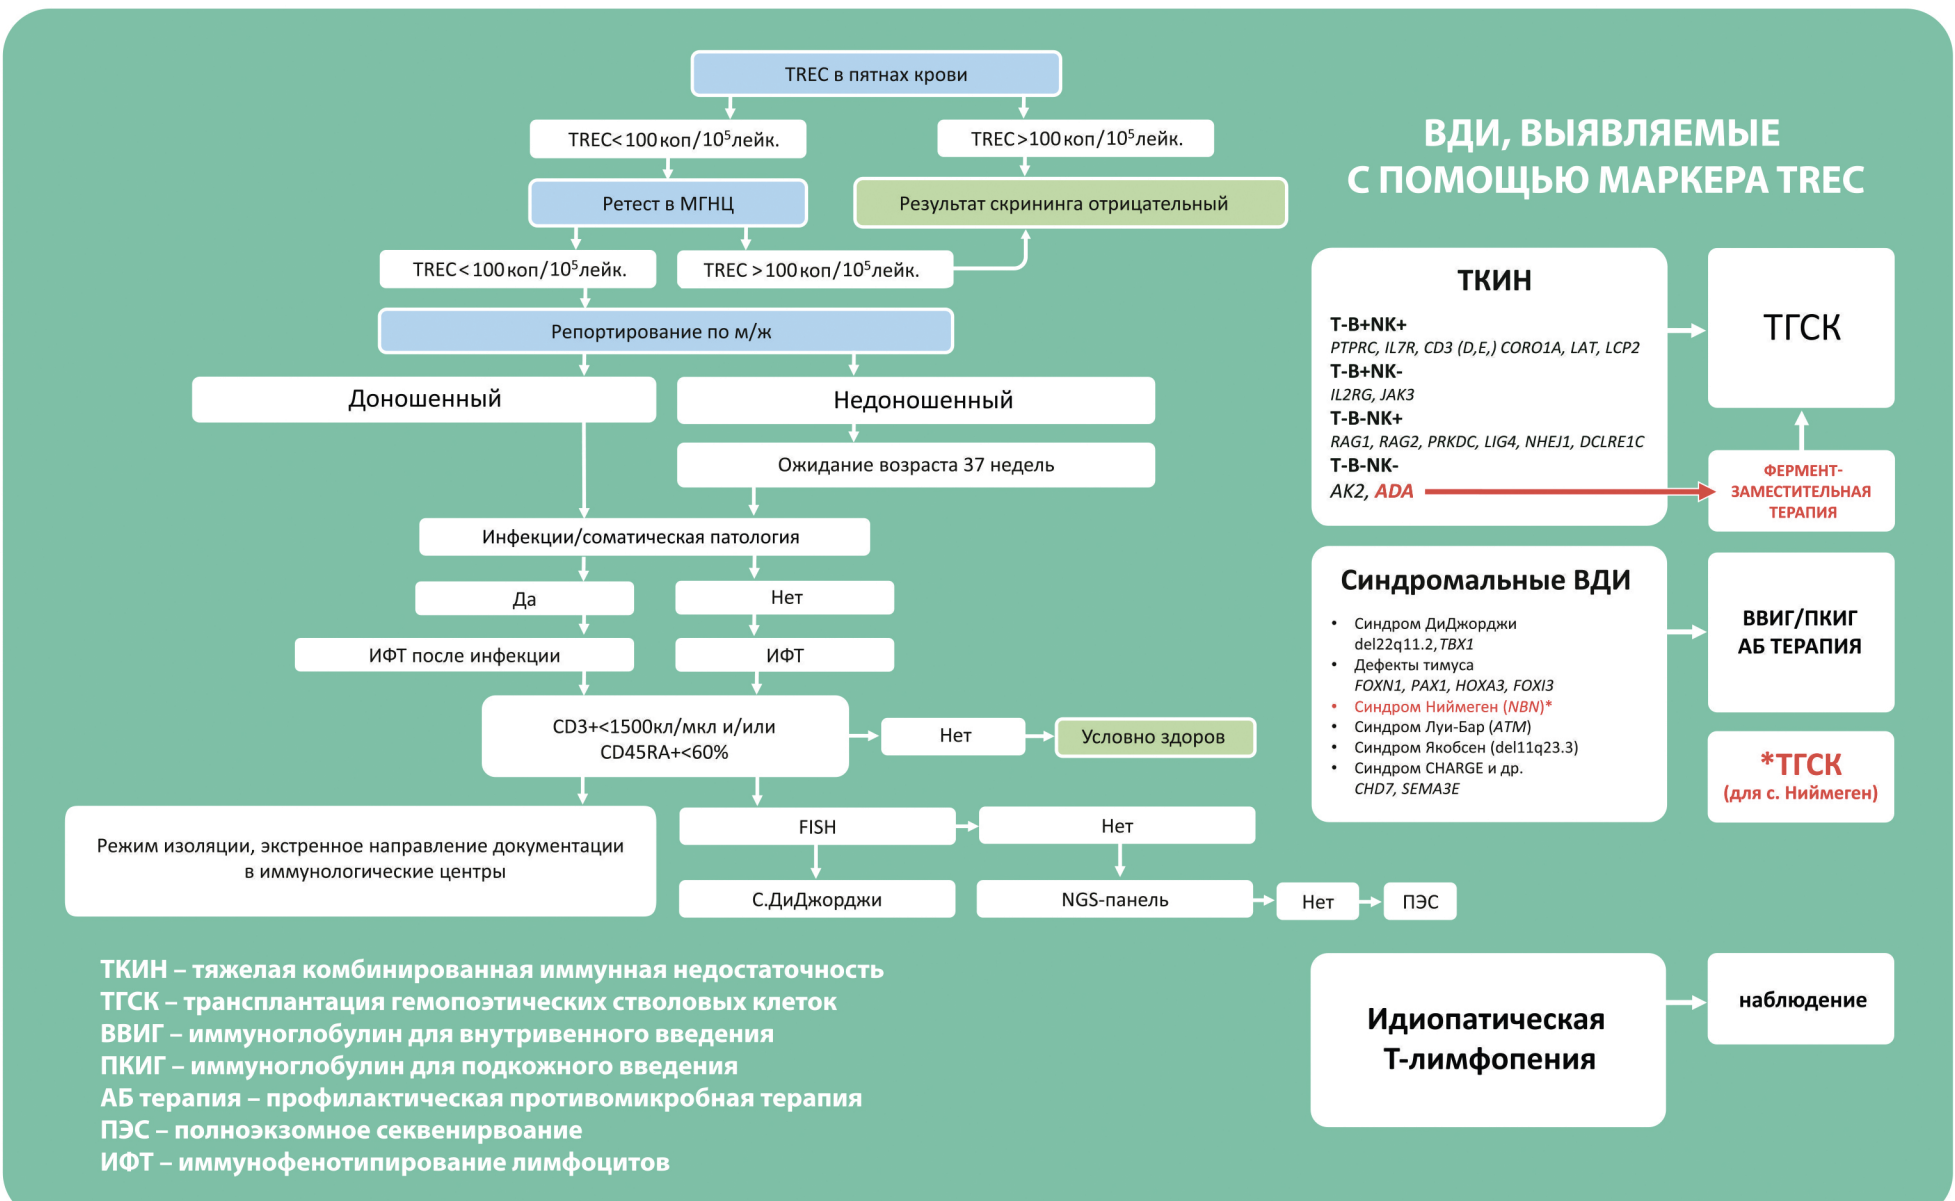 TREC в пятнах крови
TREC<100 коп/10⁵лейк.
TREC>100 коп/10⁵лейк.
Ретест в МГНЦ
Результат скрининга отрицательный
TREC<100 коп/10⁵лейк.
TREC >100 коп/10⁵лейк.
Репортирование по м/ж
Доношенный
Недоношенный
Ожидание возраста 37 недель
Инфекции/соматическая патология
Да
Нет
ИФТ после инфекции
ИФТ
CD3+<1500кл/мкл и/или
CD45RA+<60%
Нет
Условно здоров
Режим изоляции, экстренное направление документации
в иммунологические центры
FISH
Нет
С.ДиДжорджи
NGS-панель
Нет
ПЭС
ТКИН – тяжелая комбинированная иммунная недостаточность
ТГСК – трансплантация гемопоэтических стволовых клеток
ВВИГ – иммуноглобулин для внутривенного введения
ПКИГ – иммуноглобулин для подкожного введения
АБ терапия – профилактическая противомикробная терапия
ПЭС – полноэкзомное секвенирвоание
ИФТ – иммунофенотипирование лимфоцитов
ВДИ, ВЫЯВЛЯЕМЫЕ
С ПОМОЩЬЮ МАРКЕРА TREC
ТКИН
T-B+NK+
PTPRC, IL7R, CD3 (D,E,) CORO1A, LAT, LCP2
T-B+NK-
IL2RG, JAK3
T-B-NK+
RAG1, RAG2, PRKDC, LIG4, NHEJ1, DCLRE1C
T-B-NK-
AK2, ADA
ТГСК
ФЕРМЕНТ-
ЗАМЕСТИТЕЛЬНАЯ
ТЕРАПИЯ
Синдромальные ВДИ
• Синдром ДиДжорджи
del22q11.2, TBX1
• Дефекты тимуса
FOXN1, PAX1, HOXA3, FOXI3
• Синдром Ниймеген (NBN)*
• Синдром Луи-Бар (ATM)
• Синдром Якобсен (del11q23.3)
• Синдром CHARGE и др.
CHD7, SEMA3E
ВВИГ/ПКИГ
АБ ТЕРАПИЯ
*ТГСК
(для с. Ниймеген)
Идиопатическая
Т-лимфопения
наблюдение